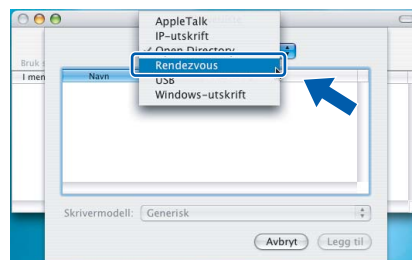 AppleTalk
IP-utskrift
Open Directory
Rendezvous
USB
Windows-utskrift
Bruk
I men
Navn
Skrivermodell: Generisk
Avbryt Legg til